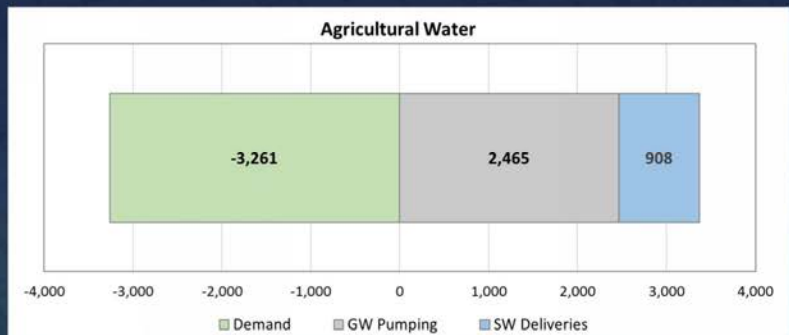 Agricultural Water
-3,261 2,465 908
-4,000 -3,000 -2,000 -1,000 0 1,000 2,000 3,000 4,000
Demand GW Pumping SW Deliveries